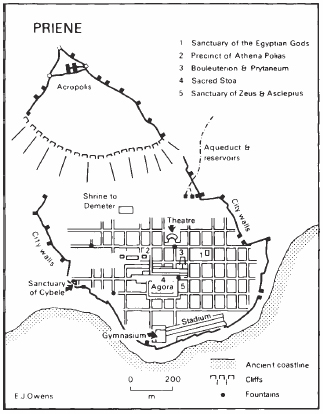 PRIENE
1 Sanctuary of the Egyptian Gods
2 Precinct of Athena Polias
3 Bouleuterion & Prytaneum
4 Sacred Stoa
5 Sanctuary of Zeus & Asclepius
Acropolis
Aqueduct &
reservoirs
Shrine to
Demeter
City walls
Theatre
City walls
2
3
1
4
Agora
5
Sanctuary
of Cybele
Stadium
Gymnasium
Ancient coastline
0 200
m
Cliffs
Fountains
E J Owens